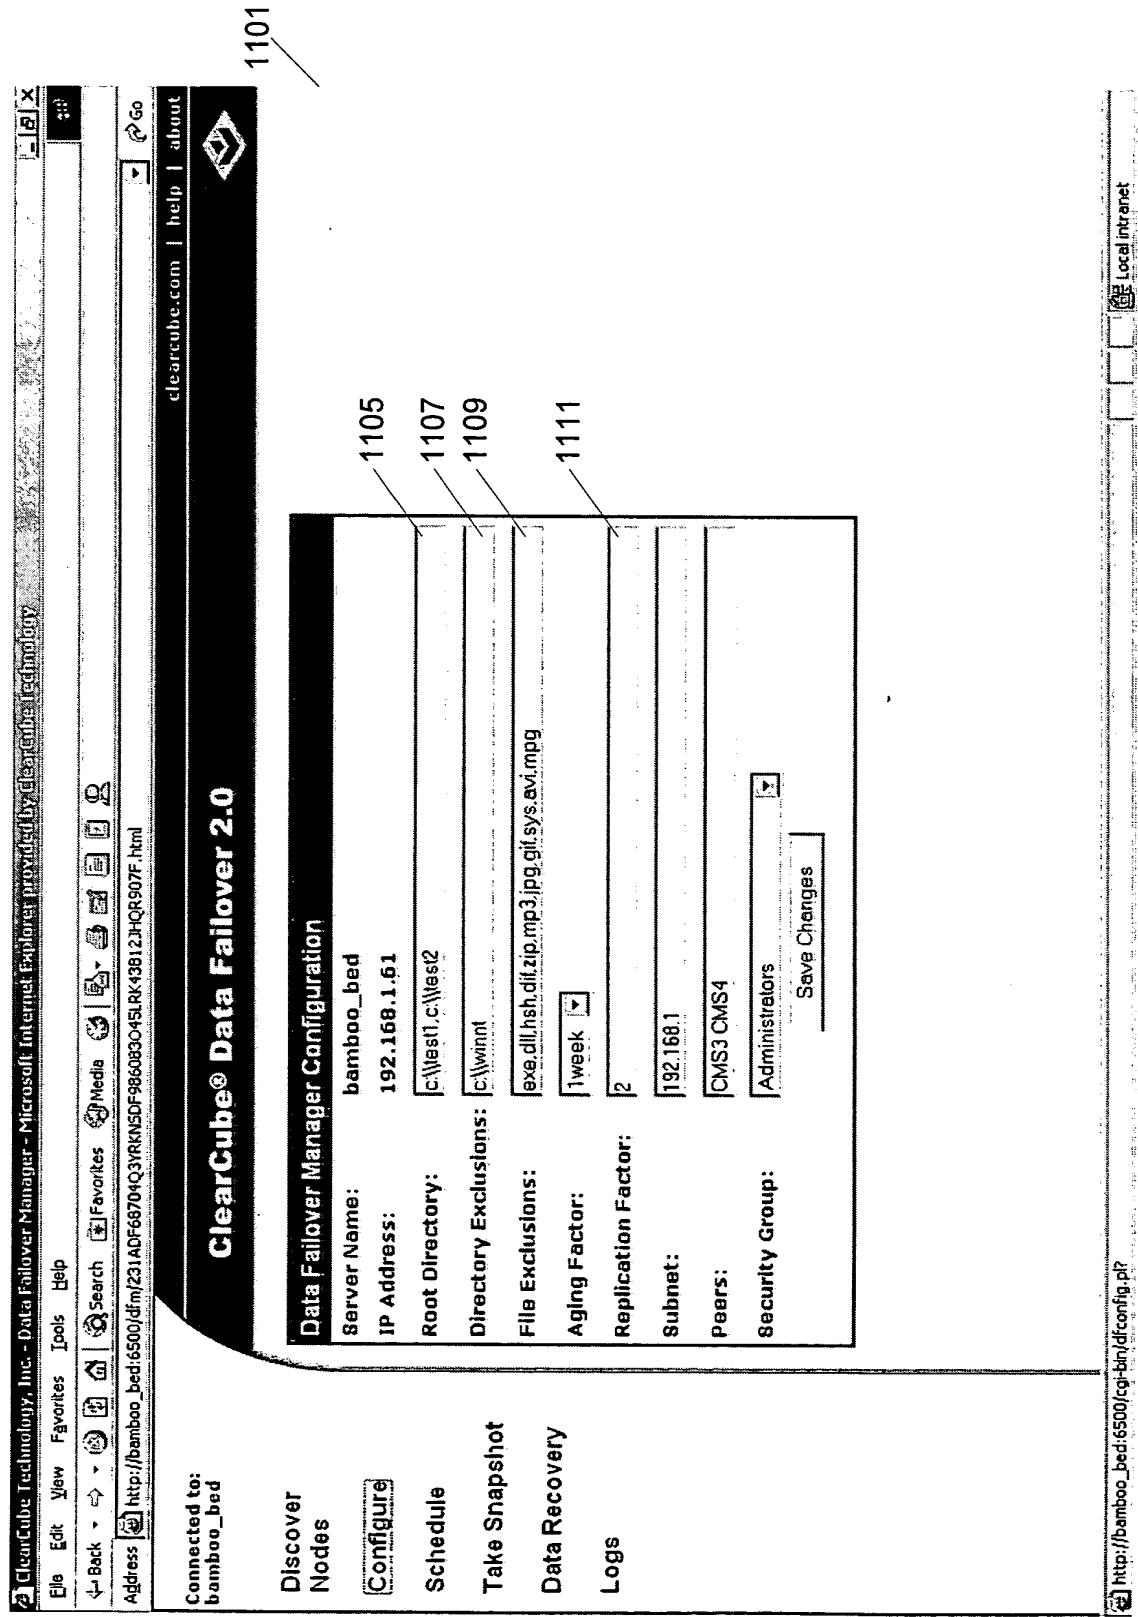 ClearCube Technology, Inc. - Data Failover Manager - Microsoft Internet Explorer provided by ClearCube Technology
File Edit View Favorites Tools Help
Back Search Favorites Media
Address http://bamboo_bed:6500/dfm/231ADF68704Q3YRKNSDF986083O45LRK43812JHQR907F.html Go
clearcube.com | help | about
ClearCube® Data Failover 2.0
1101
Connected to:
bamboo_bed
Discover
Nodes
Configure
Schedule
Take Snapshot
Data Recovery
Logs
Data Failover Manager Configuration
Server Name: bamboo_bed
IP Address: 192.168.1.61
Root Directory: c:\\test1,c:\\test2 1105
Directory Exclusions: c:\\winnt 1107
File Exclusions: exe,dll,hsh,dif,zip,mp3,jpg,gif,sys,avi,mpg 1109
Aging Factor: 1week
Replication Factor: 2 1111
Subnet: 192.168.1
Peers: CMS3 CMS4
Security Group: Administrators
Save Changes
http://bamboo_bed:6500/cgi-bin/dfconfig.pl? Local intranet